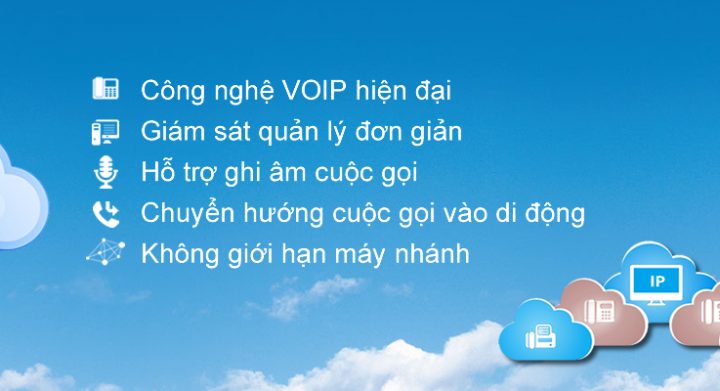 Công nghệ VOIP hiện đại
Giám sát quản lý đơn giản
Hỗ trợ ghi âm cuộc gọi
Chuyển hướng cuộc gọi vào di động
Không giới hạn máy nhánh
IP